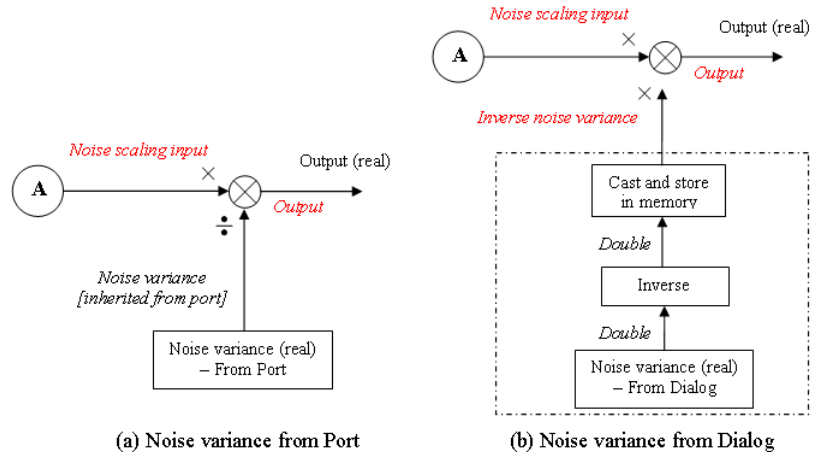 Noise scaling input
×
Output (real)
A
Output
÷
Noise variance
[inherited from port]
Noise variance (real)
– From Port
(a) Noise variance from Port
Noise scaling input
×
Output (real)
A
Output
×
Inverse noise variance
Cast and store
in memory
Double
Inverse
Double
Noise variance (real)
– From Dialog
(b) Noise variance from Dialog